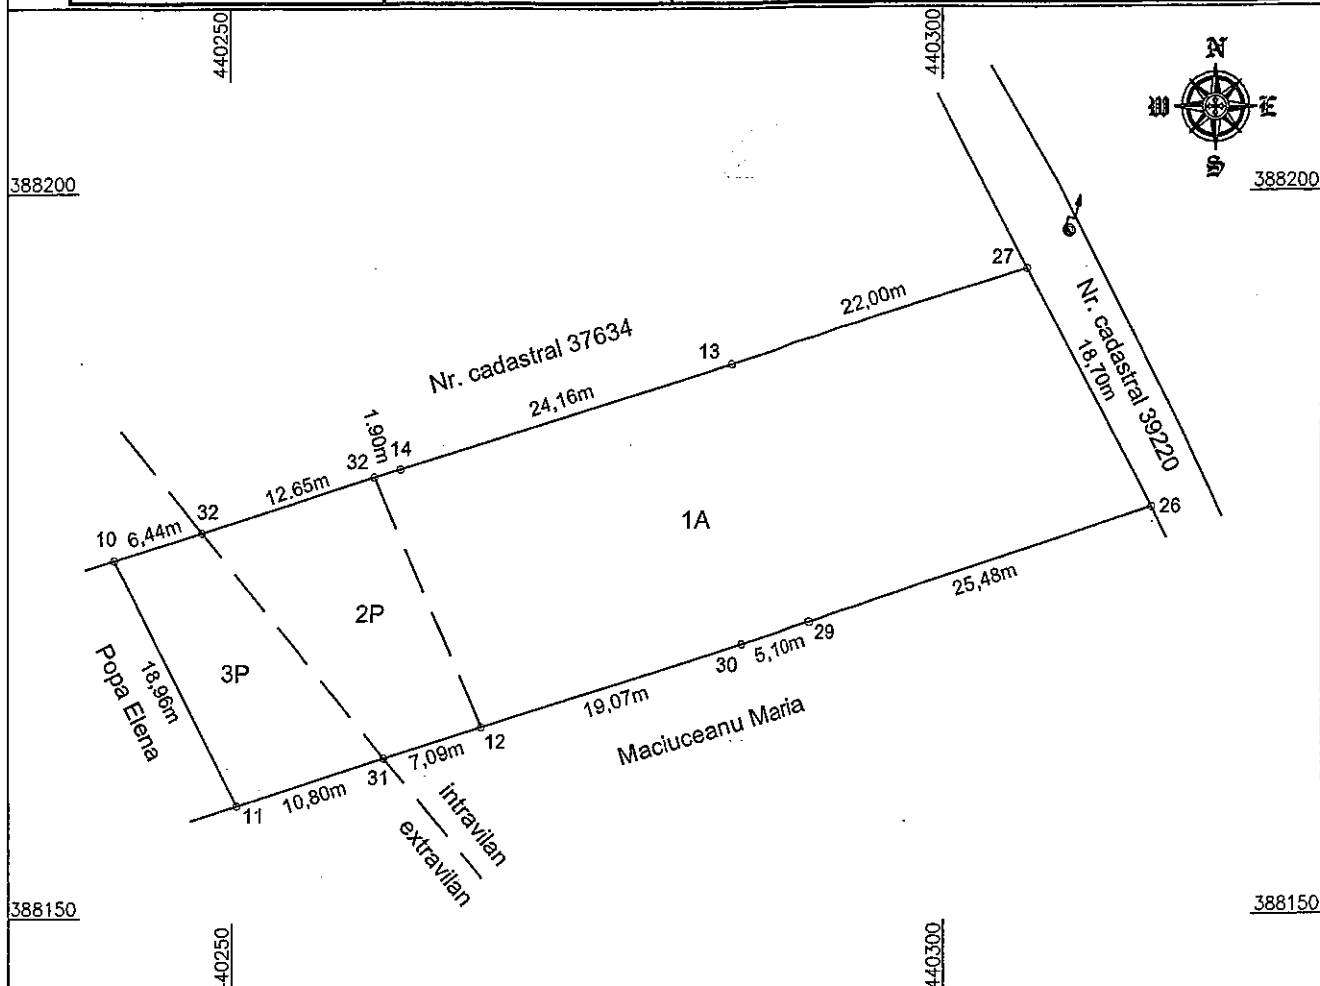 440250
440300
N
W
E
S
388200
388200
27
22,00m
Nr. cadastral 37634
13
Nr. cadastral 39220
18,70m
24,16m
1.90m
14
32
12.65m
32
10
6,44m
1A
26
2P
25,48m
3P
29
5,10m
30
Popa Elena
18,96m
19,07m
Maciuceanu Maria
12
7,09m
31
10,80m
11
intravilan
extravilan
388150
388150
40250
440300